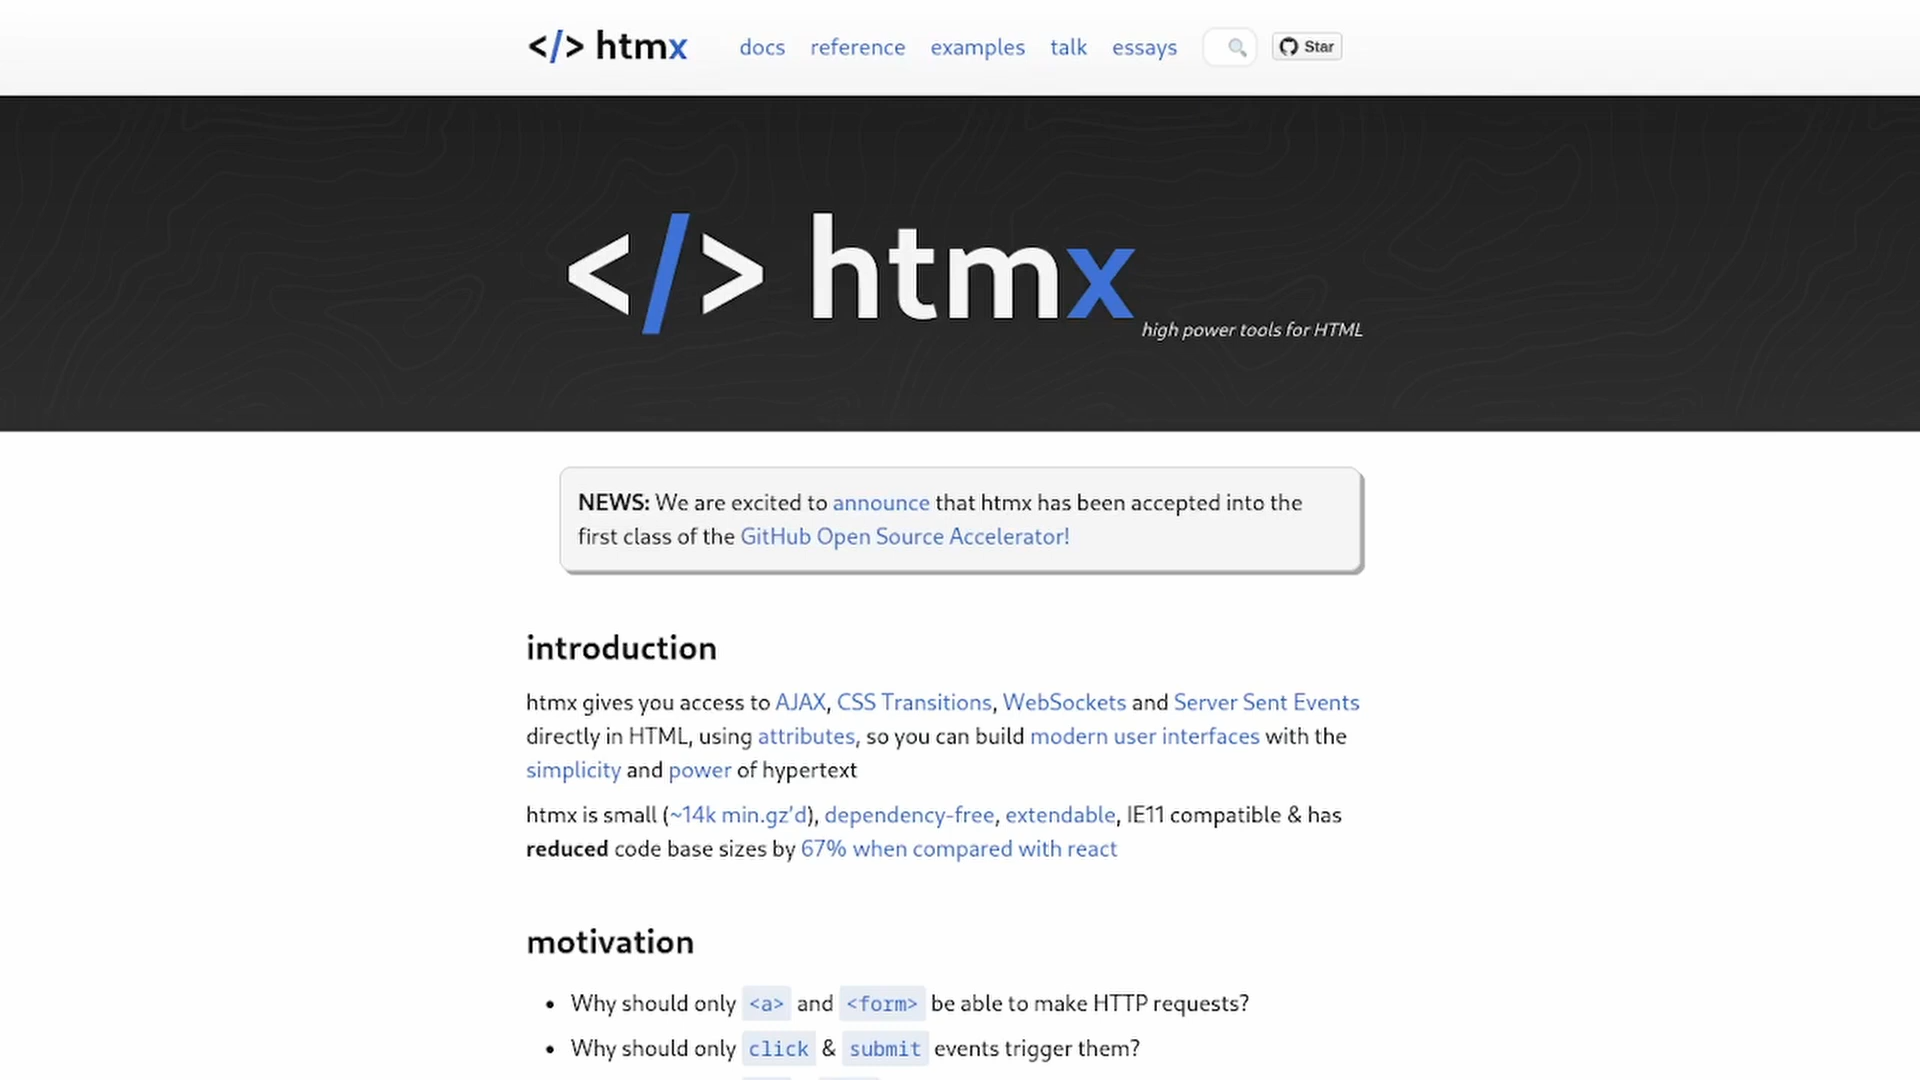 </> htmx docs reference examples talk essays Star
</> htmx
high power tools for HTML
NEWS: We are excited to announce that htmx has been accepted into the
first class of the GitHub Open Source Accelerator!
introduction
htmx gives you access to AJAX, CSS Transitions, WebSockets and Server Sent Events
directly in HTML, using attributes, so you can build modern user interfaces with the
simplicity and power of hypertext
htmx is small (~14k min.gz’d), dependency-free, extendable, IE11 compatible & has
reduced code base sizes by 67% when compared with react
motivation
• Why should only <a> and <form> be able to make HTTP requests?
• Why should only click & submit events trigger them?